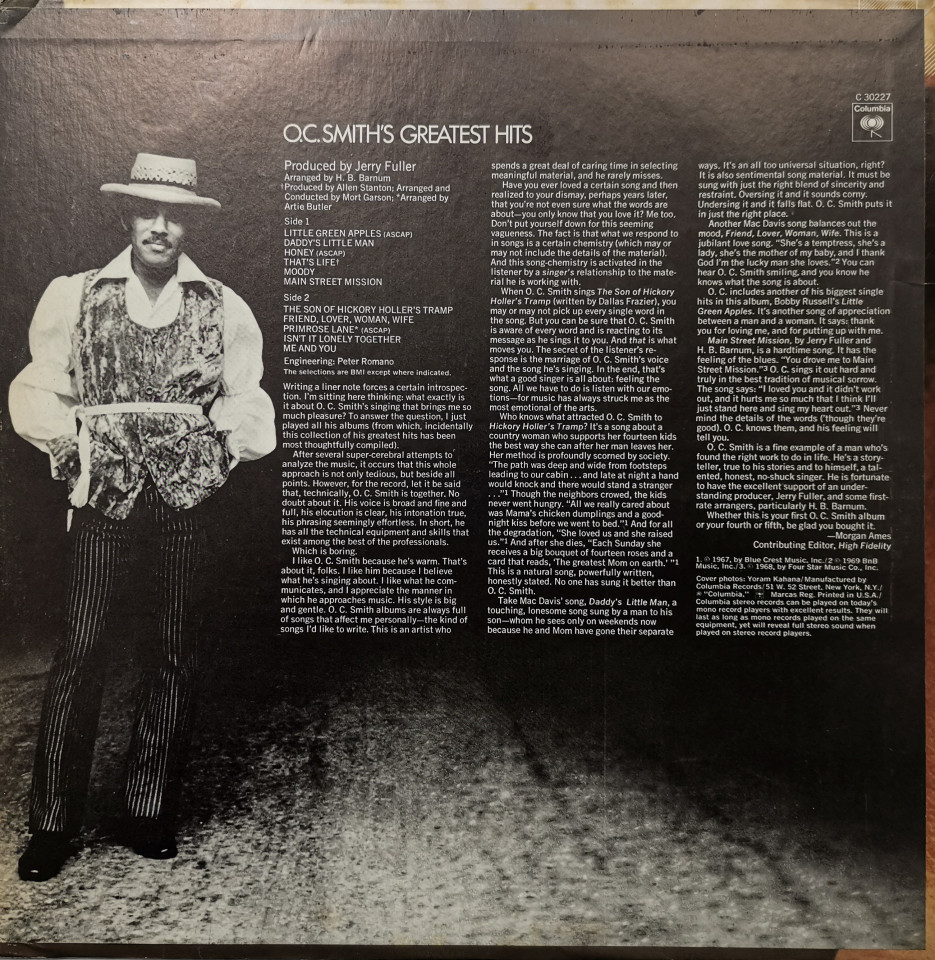 C 30227
Columbia
O.C. SMITH'S GREATEST HITS
Produced by Jerry Fuller
Arranged by H. B. Barnum
†Produced by Allen Stanton; Arranged and
Conducted by Mort Garson; *Arranged by
Artie Butler
Side 1
LITTLE GREEN APPLES (ASCAP)
DADDY'S LITTLE MAN
HONEY (ASCAP)
THAT'S LIFE†
MOODY
MAIN STREET MISSION
Side 2
THE SON OF HICKORY HOLLER'S TRAMP
FRIEND, LOVER, WOMAN, WIFE
PRIMROSE LANE* (ASCAP)
ISN'T IT LONELY TOGETHER
ME AND YOU
Engineering: Peter Romano
The selections are BMI except where indicated.
Writing a liner note forces a certain introspec-
tion. I'm sitting here thinking: what exactly is
it about O. C. Smith's singing that brings me so
much pleasure? To answer the question, I just
played all his albums (from which, incidentally
this collection of his greatest hits has been
most thoughtfully compiled).
After several super-cerebral attempts to
analyze the music, it occurs that this whole
approach is not only tedious, but beside all
points. However, for the record, let it be said
that, technically, O. C. Smith is together. No
doubt about it. His voice is broad and fine and
full, his elocution is clear, his intonation true,
his phrasing seemingly effortless. In short, he
has all the technical equipment and skills that
exist among the best of the professionals.
Which is boring.
I like O. C. Smith because he's warm. That's
about it, folks. I like him because I believe
what he's singing about. I like what he com-
municates, and I appreciate the manner in
which he approaches music. His style is big
and gentle. O. C. Smith albums are always full
of songs that affect me personally—the kind of
songs I'd like to write. This is an artist who
spends a great deal of caring time in selecting
meaningful material, and he rarely misses.
Have you ever loved a certain song and then
realized to your dismay, perhaps years later,
that you're not even sure what the words are
about—you only know that you love it? Me too.
Don't put yourself down for this seeming
vagueness. The fact is that what we respond to
in songs is a certain chemistry (which may or
may not include the details of the material).
And this song-chemistry is activated in the
listener by a singer's relationship to the mate-
rial he is working with.
When O. C. Smith sings The Son of Hickory
Holler's Tramp (written by Dallas Frazier), you
may or may not pick up every single word in
the song. But you can be sure that O. C. Smith
is aware of every word and is reacting to its
message as he sings it to you. And that is what
moves you. The secret of the listener's re-
sponse is the marriage of O. C. Smith's voice
and the song he's singing. In the end, that's
what a good singer is all about: feeling the
song. All we have to do is listen with our emo-
tions—for music has always struck me as the
most emotional of the arts.
Who knows what attracted O. C. Smith to
Hickory Holler's Tramp? It's a song about a
country woman who supports her fourteen kids
the best way she can after her man leaves her.
Her method is profoundly scorned by society.
"The path was deep and wide from footsteps
leading to our cabin . . . and late at night a hand
would knock and there would stand a stranger
. . ."1 Though the neighbors crowed, the kids
never went hungry. "All we really cared about
was Mama's chicken dumplings and a good-
night kiss before we went to bed."1 And for all
the degradation, "She loved us and she raised
us."1 And after she dies, "Each Sunday she
receives a big bouquet of fourteen roses and a
card that reads, 'The greatest Mom on earth.' "1
This is a natural song, powerfully written,
honestly stated. No one has sung it better than
O. C. Smith.
Take Mac Davis' song, Daddy's Little Man, a
touching, lonesome song sung by a man to his
son—whom he sees only on weekends now
because he and Mom have gone their separate
ways. It's an all too universal situation, right?
It is also sentimental song material. It must be
sung with just the right blend of sincerity and
restraint. Oversing it and it sounds corny.
Undersing it and it falls flat. O. C. Smith puts it
in just the right place.
Another Mac Davis song balances out the
mood, Friend, Lover, Woman, Wife. This is a
jubilant love song. "She's a temptress, she's a
lady, she's the mother of my baby, and I thank
God I'm the lucky man she loves."2 You can
hear O. C. Smith smiling, and you know he
knows what the song is about.
O. C. includes another of his biggest single
hits in this album, Bobby Russell's Little
Green Apples. It's another song of appreciation
between a man and a woman. It says: thank
you for loving me, and for putting up with me.
Main Street Mission, by Jerry Fuller and
H. B. Barnum, is a hardtime song. It has the
feeling of the blues. "You drove me to Main
Street Mission."3 O. C. sings it out hard and
truly in the best tradition of musical sorrow.
The song says: "I loved you and it didn't work
out, and it hurts me so much that I think I'll
just stand here and sing my heart out."3 Never
mind the details of the words (though they're
good). O. C. knows them, and his feeling will
tell you.
O. C. Smith is a fine example of a man who's
found the right work to do in life. He's a story-
teller, true to his stories and to himself, a tal-
ented, honest, no-shuck singer. He is fortunate
to have the excellent support of an under-
standing producer, Jerry Fuller, and some first-
rate arrangers, particularly H. B. Barnum.
Whether this is your first O. C. Smith album
or your fourth or fifth, be glad you bought it.
—Morgan Ames
Contributing Editor, High Fidelity
1. © 1967, by Blue Crest Music, Inc./2 © 1969 BnB
Music, Inc./3. © 1968, by Four Star Music Co., Inc.
Cover photos: Yoram Kahana/Manufactured by
Columbia Records/51 W. 52 Street, New York, N.Y./
® "Columbia," Marcas Reg. Printed in U.S.A./
Columbia stereo records can be played on today's
mono record players with excellent results. They will
last as long as mono records played on the same
equipment, yet will reveal full stereo sound when
played on stereo record players.